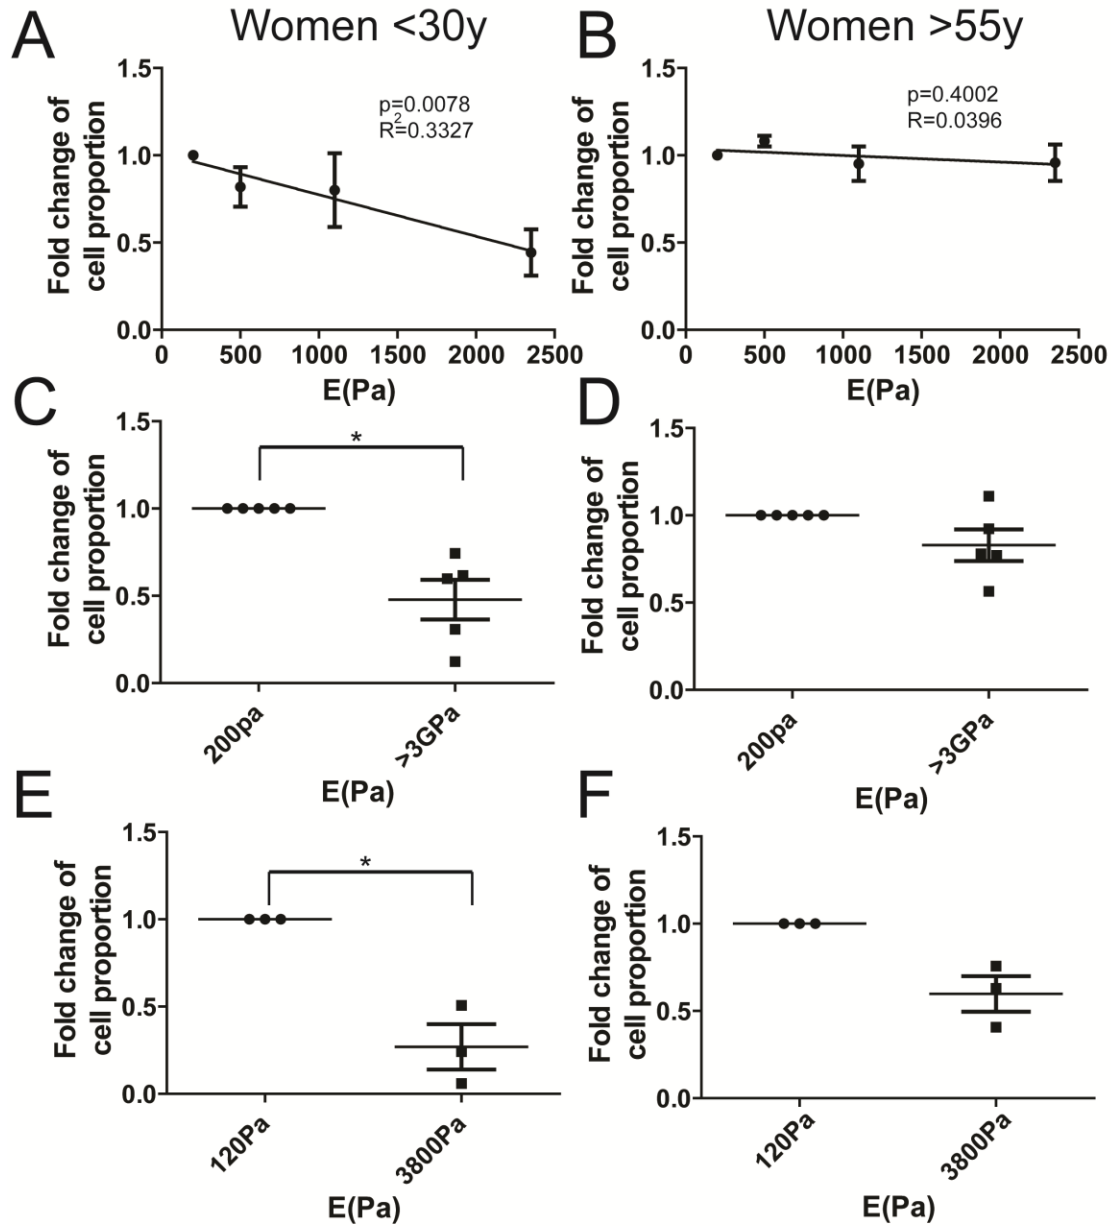 A Women <30y
Fold change of
cell proportion
1.5
1.0
0.5
0.0
p=0.0078
R²=0.3327
0 500 1000 1500 2000 2500
E(Pa)
B Women >55y
Fold change of
cell proportion
1.5
1.0
0.5
0.0
p=0.4002
R=0.0396
0 500 1000 1500 2000 2500
E(Pa)
C
Fold change of
cell proportion
1.5
1.0
0.5
0.0
*
200pa >3GPa
E(Pa)
D
Fold change of
cell proportion
1.5
1.0
0.5
0.0
200pa >3GPa
E(Pa)
E
Fold change of
cell proportion
1.5
1.0
0.5
0.0
*
120Pa 3800Pa
E(Pa)
F
Fold change of
cell proportion
1.5
1.0
0.5
0.0
120Pa 3800Pa
E(Pa)